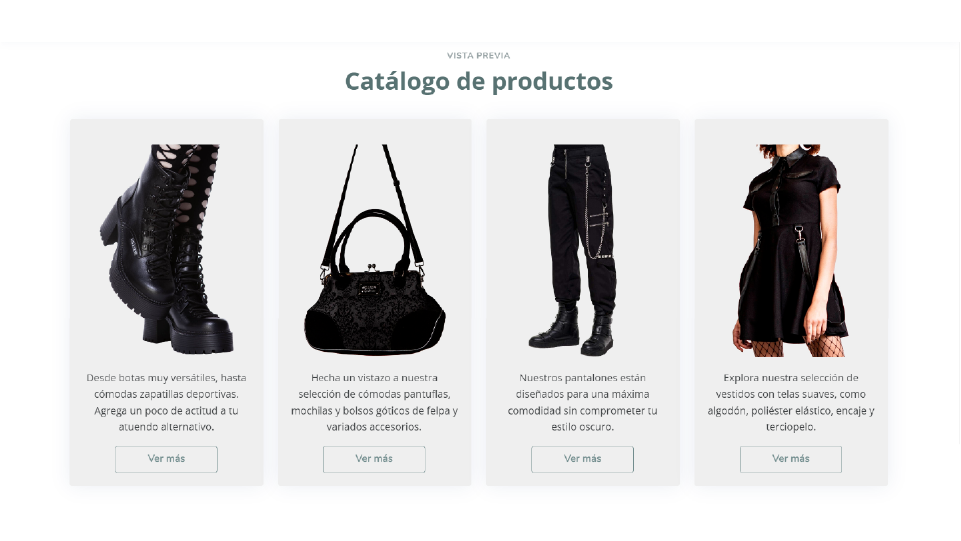 VISTA PREVIA
Catálogo de productos
Desde botas muy versátiles, hasta
cómodas zapatillas deportivas.
Agrega un poco de actitud a tu
atuendo alternativo.
Ver más
Hecha un vistazo a nuestra
selección de cómodas pantuflas,
mochilas y bolsos góticos de felpa y
variados accesorios.
Ver más
Nuestros pantalones están
diseñados para una máxima
comodidad sin comprometer tu
estilo oscuro.
Ver más
Explora nuestra selección de
vestidos con telas suaves, como
algodón, poliéster elástico, encaje y
terciopelo.
Ver más